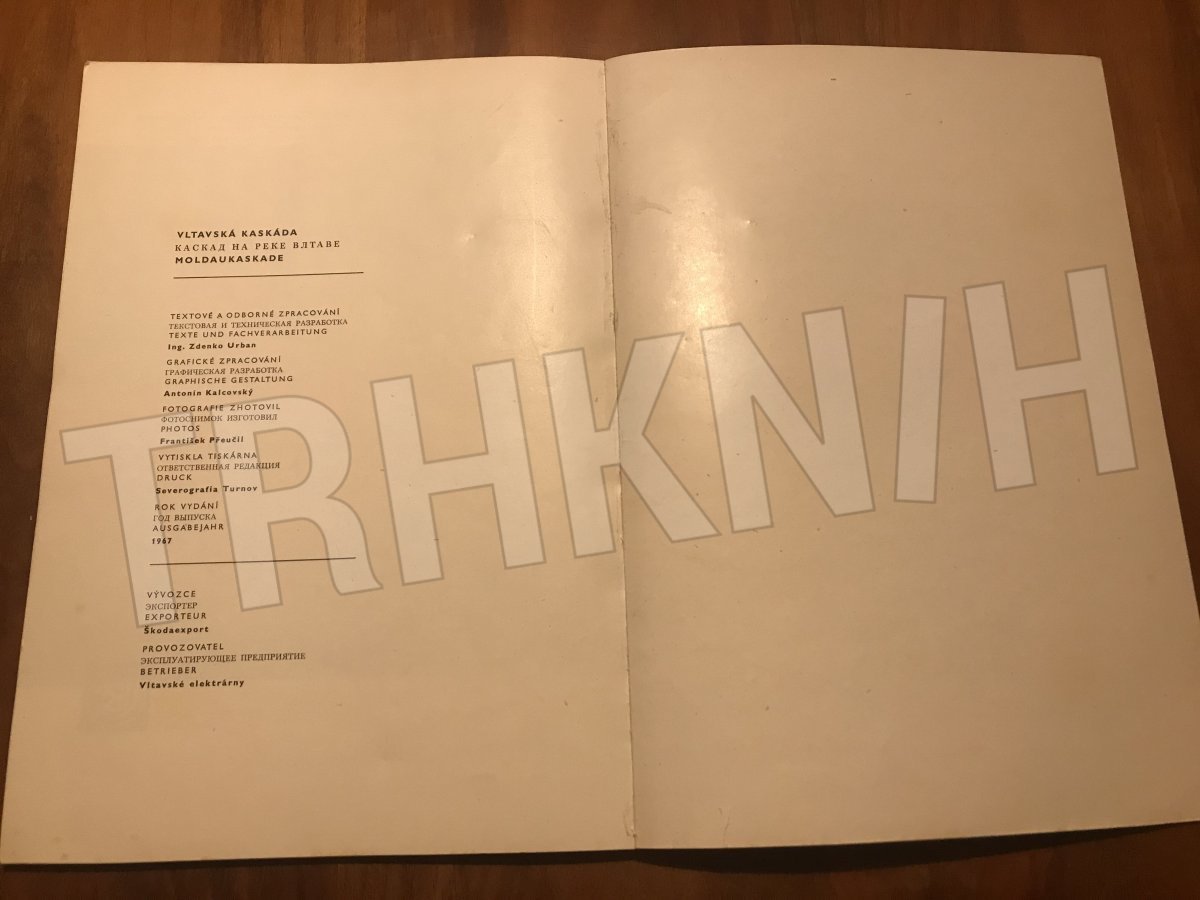 VLTAVSKÁ KASKÁDA
КАСКАД НА РЕКЕ ВЛТАВЕ
MOLDAUKASKADE
TEXTOVÉ A ODBORNÉ ZPRACOVÁNÍ
ТЕКСТОВАЯ И ТЕХНИЧЕСКАЯ РАЗРАБОТКА
TEXTE UND FACHVERARBEITUNG
Ing. Zdenko Urban
GRAFICKÉ ZPRACOVÁNÍ
ГРАФИЧЕСКАЯ РАЗРАБОТКА
GRAPHISCHE GESTALTUNG
Antonín Kalcovský
FOTOGRAFIE ZHOTOVIL
ФОТОСНИМОК ИЗГОТОВИЛ
PHOTOS
František Přeučil
VYTISKLA TISKÁRNA
ОТВЕТСТВЕННАЯ РЕДАКЦИЯ
DRUCK
Severografia Turnov
ROK VYDÁNÍ
ГОД ВЫПУСКА
AUSGABEJAHR
1967
VÝVOZCE
ЭКСПОРТЕР
EXPORTEUR
Škodaexport
PROVOZOVATEL
ЭКСПЛУАТИРУЮЩЕЕ ПРЕДПРИЯТИЕ
BETRIEBER
Vltavské elektrárny
TRHKN/H